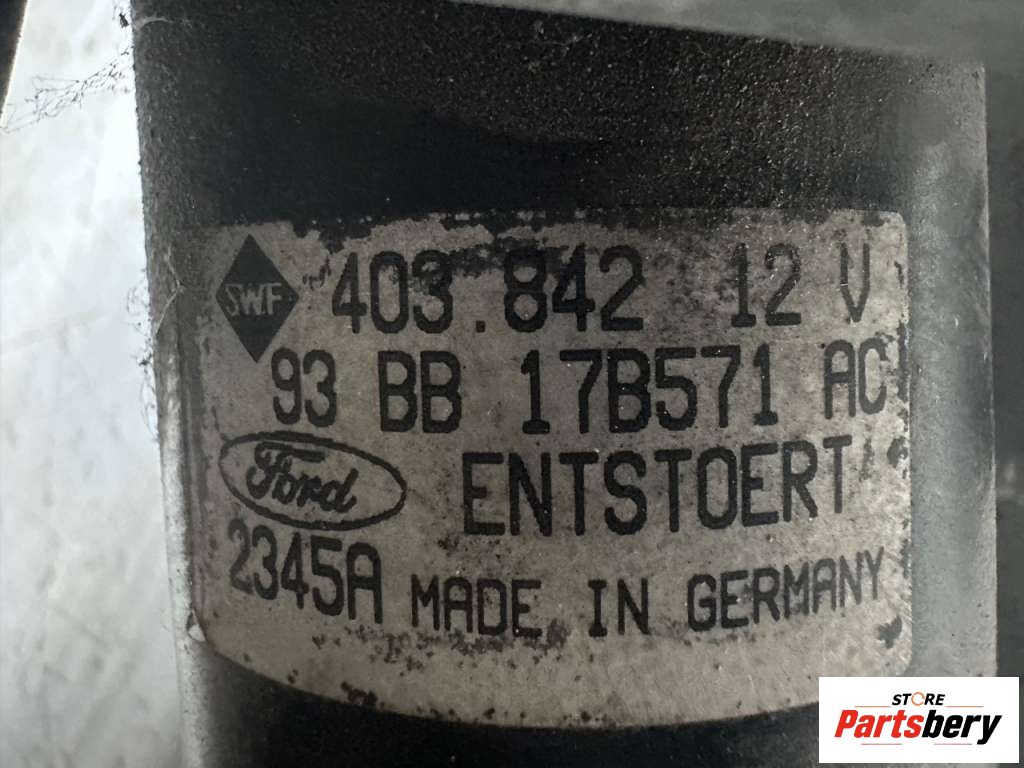 SWF 403.842 12 V
93 BB 17B571 AC
Ford ENTSTOERT
2345A MADE IN GERMANY
STORE
Partsbery